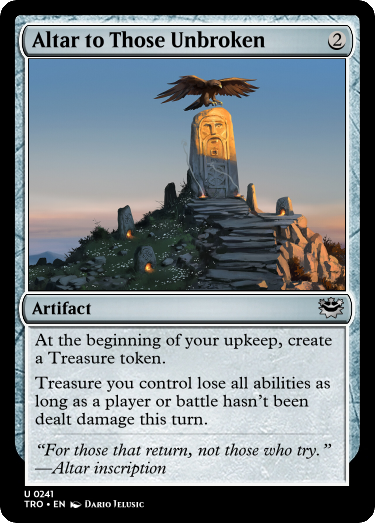 Altar to Those Unbroken 2
Artifact
At the beginning of your upkeep, create
a Treasure token.
Treasure you control lose all abilities as
long as a player or battle hasn't been
dealt damage this turn.
“For those that return, not those who try.”
—Altar inscription
U 0241
TRO • EN Dario Jelusic